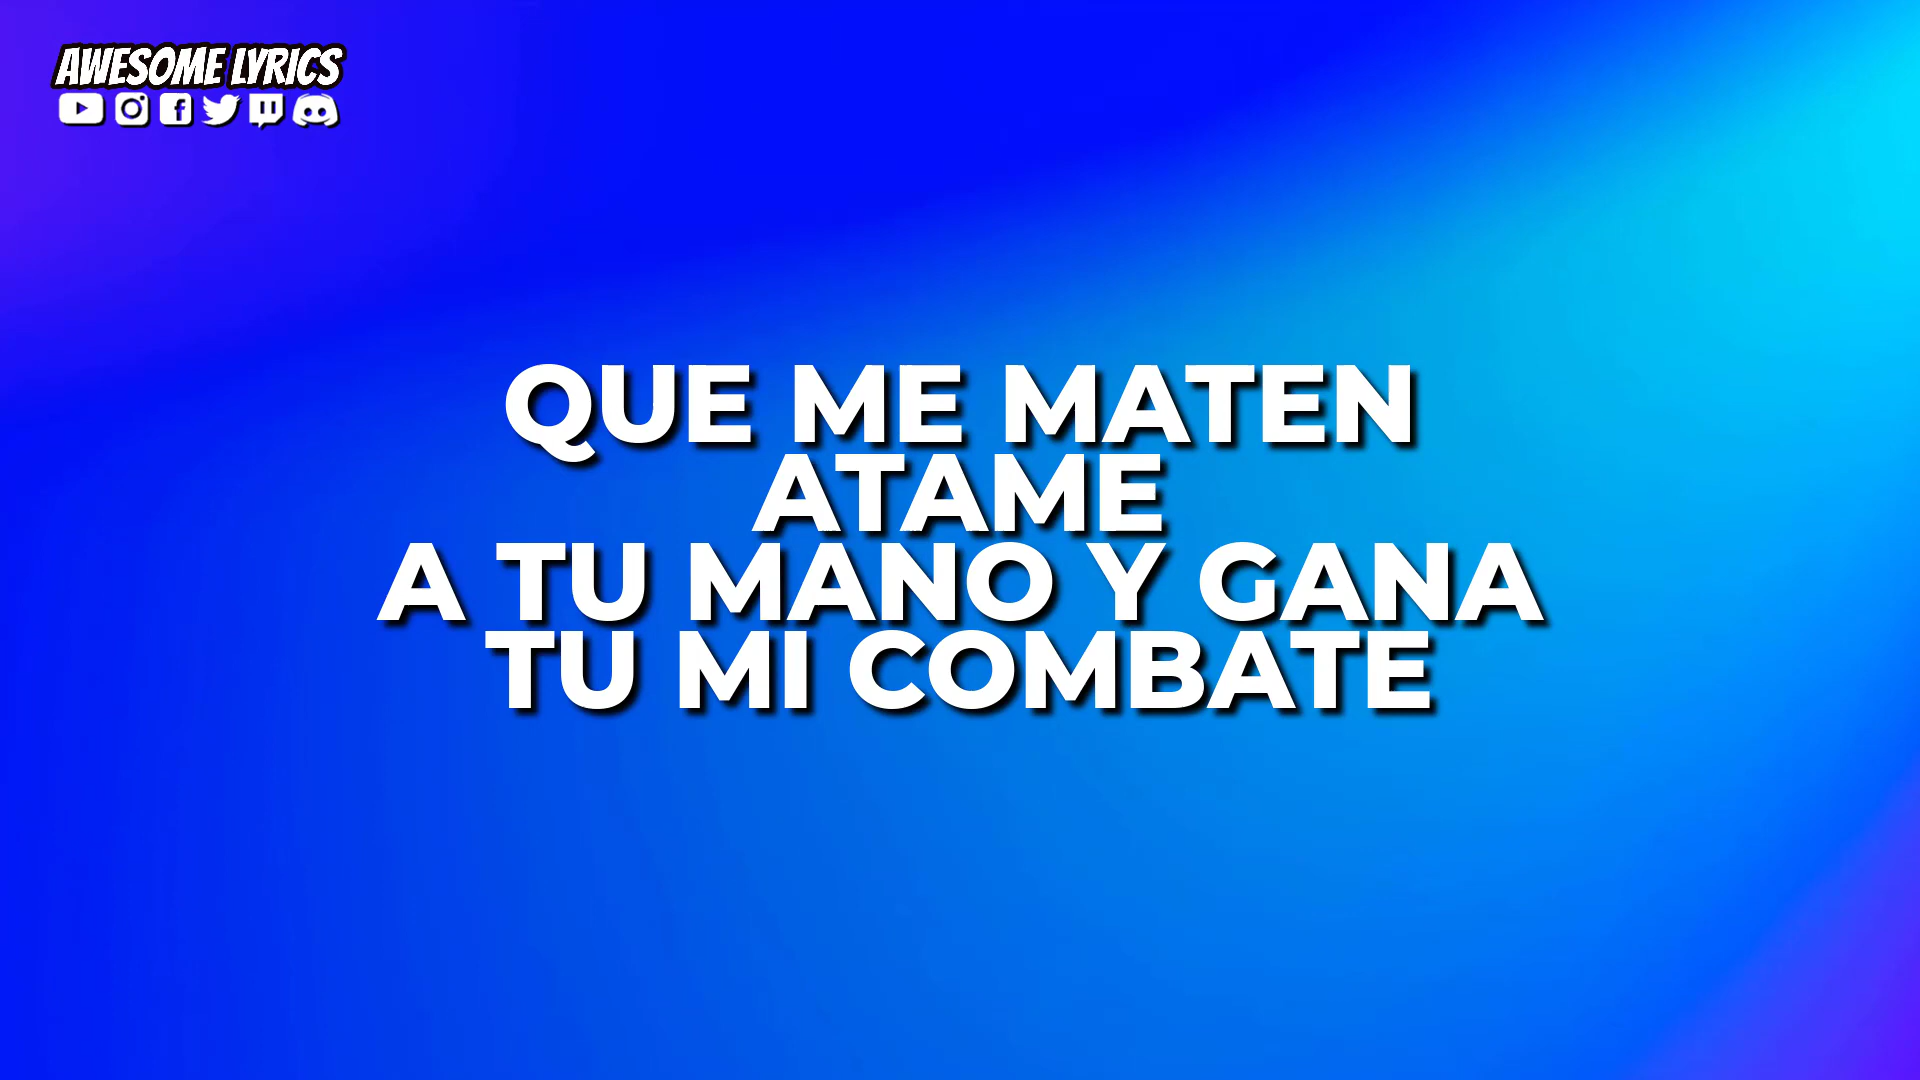 AWESOME LYRICS
QUE ME MATEN
ATAME
A TU MANO Y GANA
TU MI COMBATE